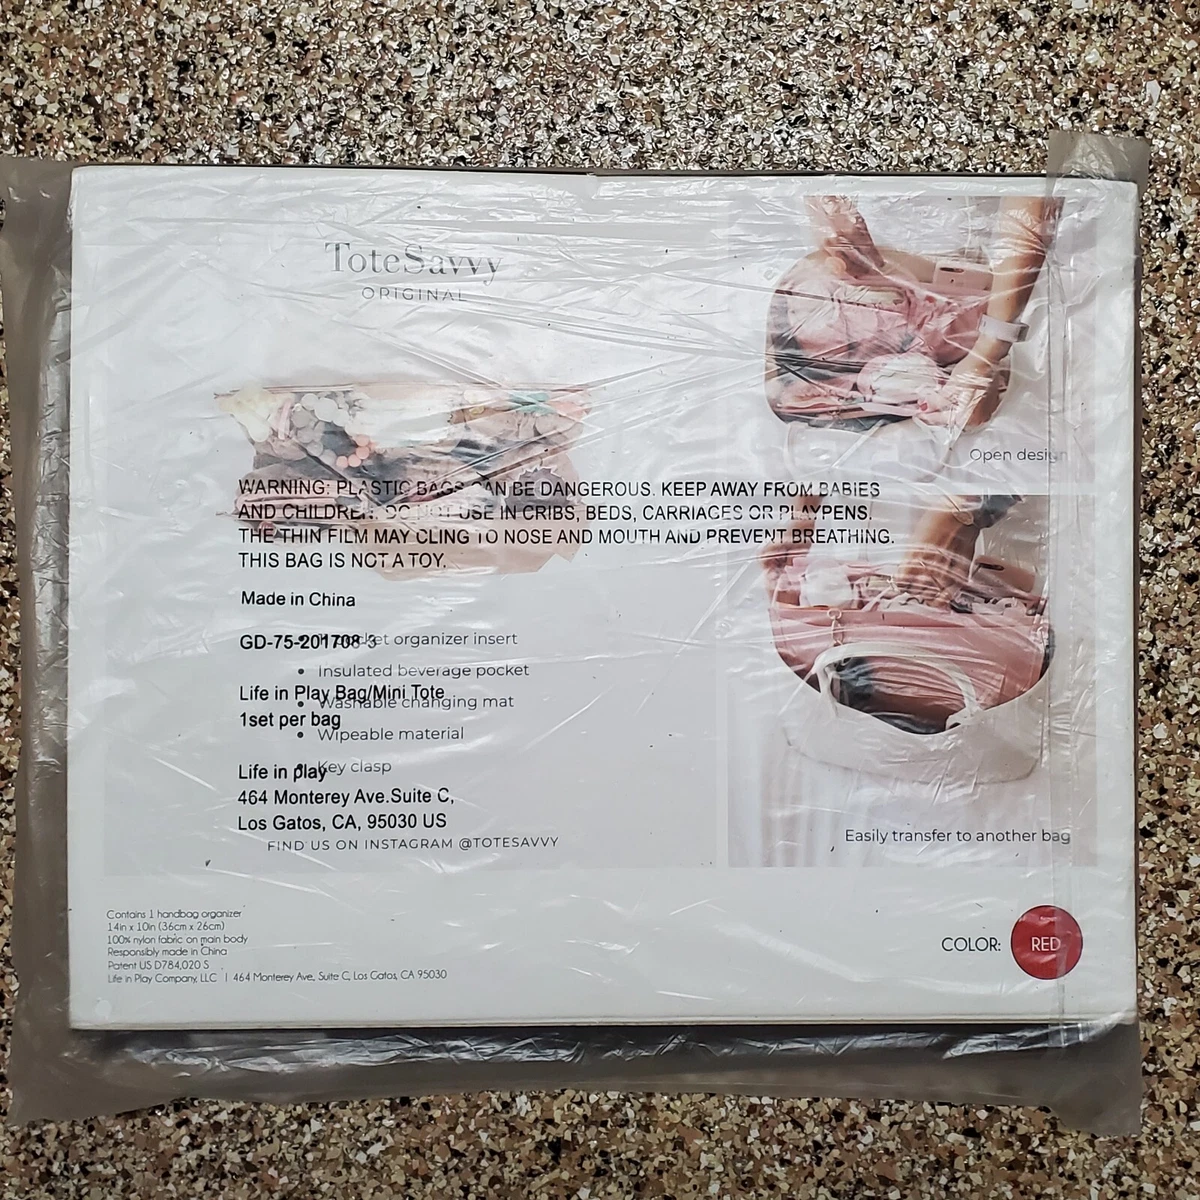 ToteSavvy
ORIGINAL
Open design
WARNING: PLASTIC BAGS CAN BE DANGEROUS. KEEP AWAY FROM BABIES
AND CHILDREN. DO NOT USE IN CRIBS, BEDS, CARRIAGES OR PLAYPENS.
THE THIN FILM MAY CLING TO NOSE AND MOUTH AND PREVENT BREATHING.
THIS BAG IS NOT A TOY.
Made in China
GD-75-201708-3
pocket organizer insert
• Insulated beverage pocket
Life in Play Bag/Mini Tote
• Washable changing mat
1set per bag
• Wipeable material
Life in play
• Key clasp
464 Monterey Ave.Suite C,
Los Gatos, CA, 95030 US
FIND US ON INSTAGRAM @TOTESAVVY
Easily transfer to another bag
Contains 1 handbag organizer
14in x 10in (36cm x 26cm)
100% nylon fabric on main body
Responsibly made in China
Patent US D784,020 S
Life in Play Company, LLC | 464 Monterey Ave, Suite C, Los Gatos, CA 95030
COLOR: RED